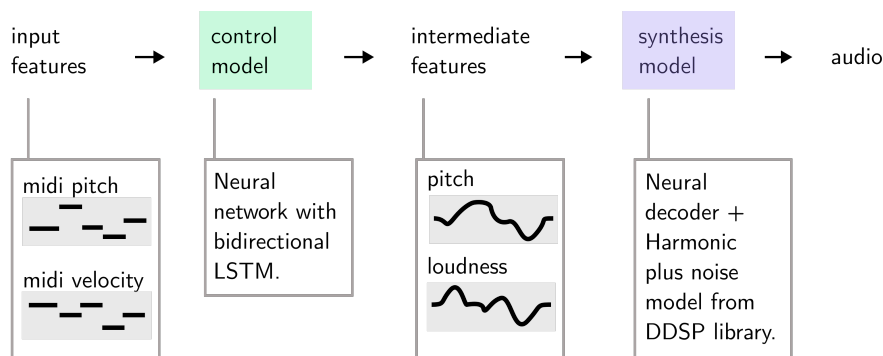 input
features
control
model
intermediate
features
synthesis
model
audio
midi pitch
midi velocity
Neural
network with
bidirectional
LSTM.
pitch
loudness
Neural
decoder +
Harmonic
plus noise
model from
DDSP library.